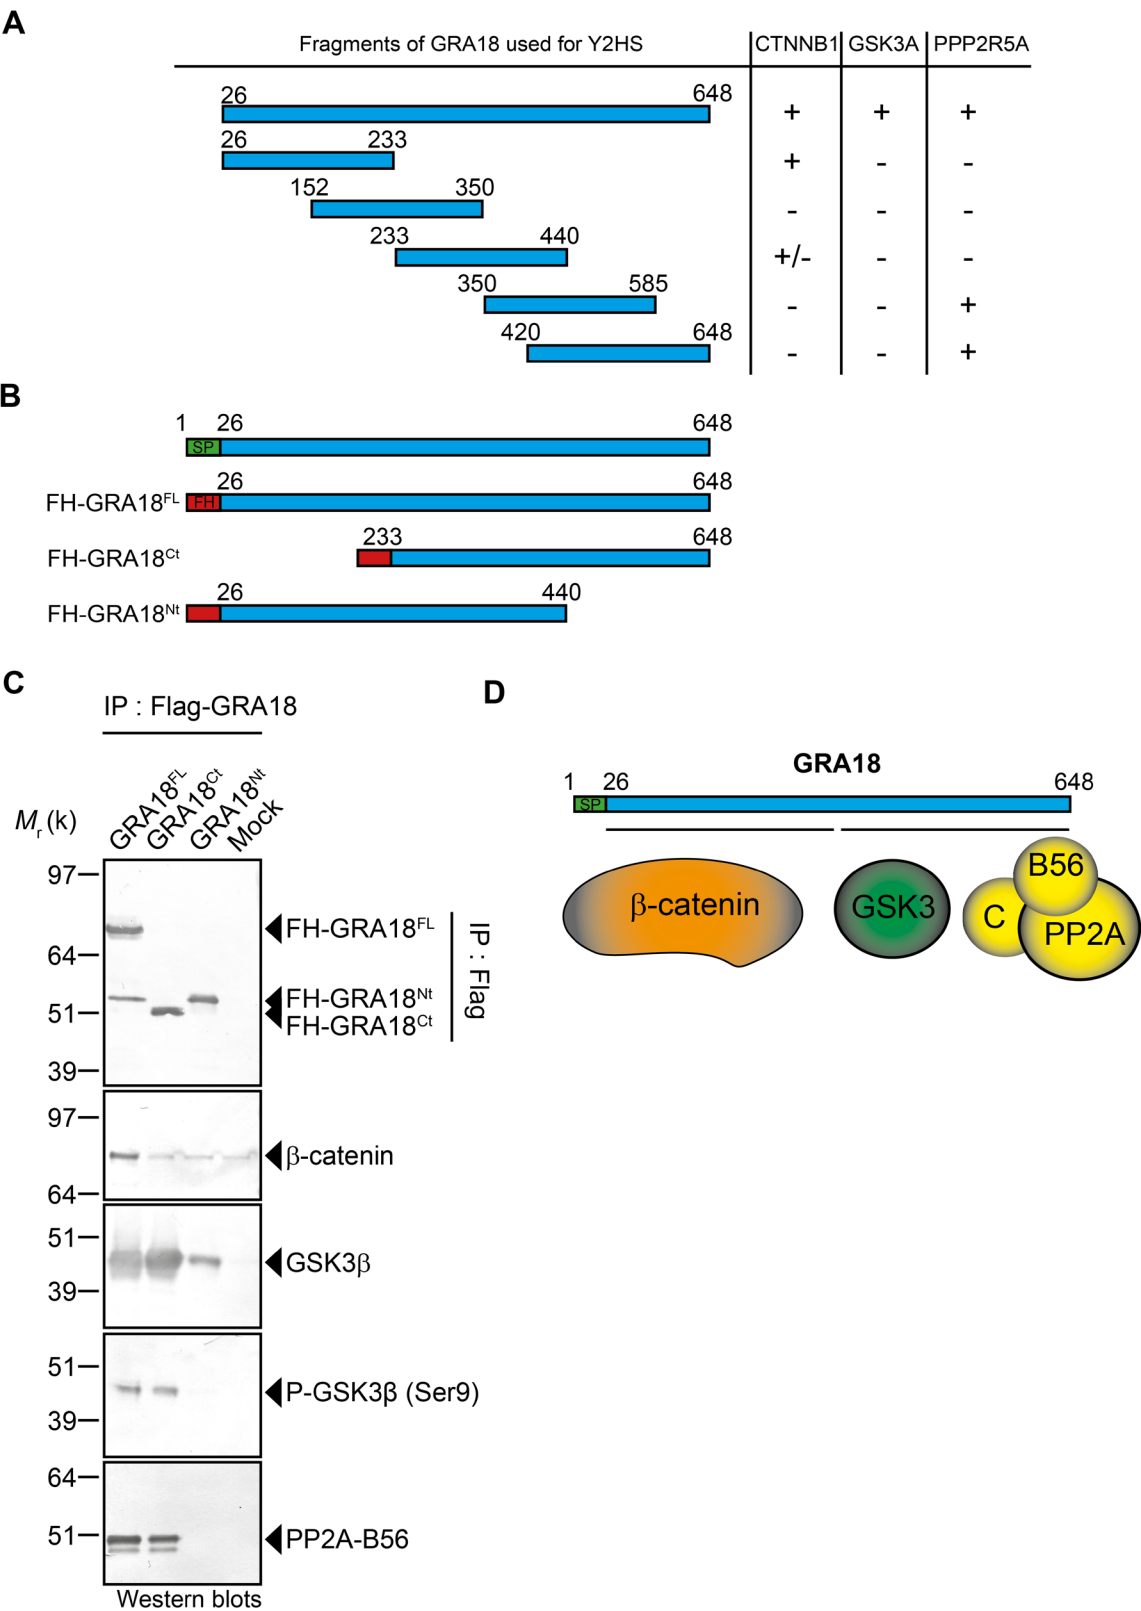 A
Fragments of GRA18 used for Y2HS CTNNB1 GSK3A PPP2R5A
26 648 + + +
26 233 + - -
152 350 - - -
233 440 +/- - -
350 585 - - +
420 648 - - +
B
1 26 648
SP
26 648
FH-GRA18FL FH
233 648
FH-GRA18Ct
26 440
FH-GRA18Nt
C
IP : Flag-GRA18
GRA18FL GRA18Ct GRA18Nt Mock
Mr (k)
97
FH-GRA18FL
64
FH-GRA18Nt
51
FH-GRA18Ct
39
IP : Flag
97
β-catenin
64
51
GSK3β
39
51
P-GSK3β (Ser9)
39
64
51
PP2A-B56
Western blots
D
GRA18
1 26 648
SP
β-catenin GSK3 C B56 PP2A